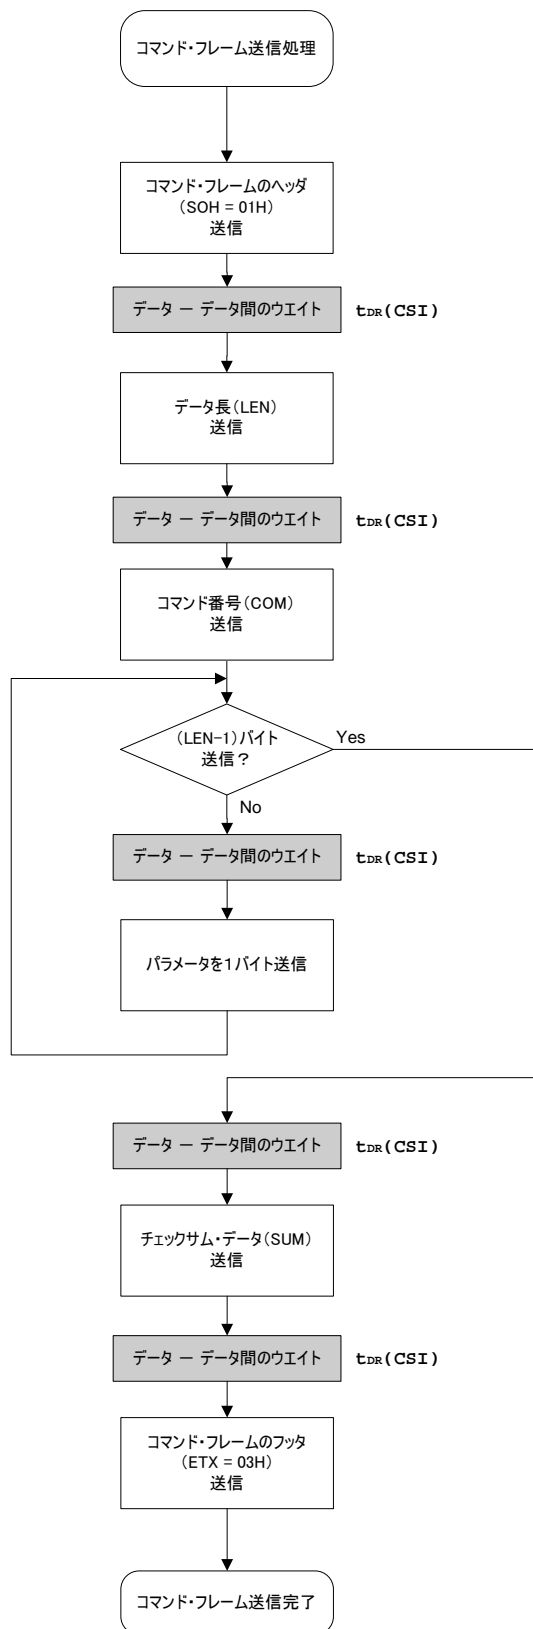 コマンド・フレーム送信処理
コマンド・フレームのヘッダ
(SOH = 01H)
送信
データ － データ間のウエイト tDR(CSI)
データ長(LEN)
送信
データ － データ間のウエイト tDR(CSI)
コマンド番号(COM)
送信
(LEN-1)バイト
送信？
Yes
No
データ － データ間のウエイト tDR(CSI)
パラメータを1バイト送信
データ － データ間のウエイト tDR(CSI)
チェックサム・データ(SUM)
送信
データ － データ間のウエイト tDR(CSI)
コマンド・フレームのフッタ
(ETX = 03H)
送信
コマンド・フレーム送信完了